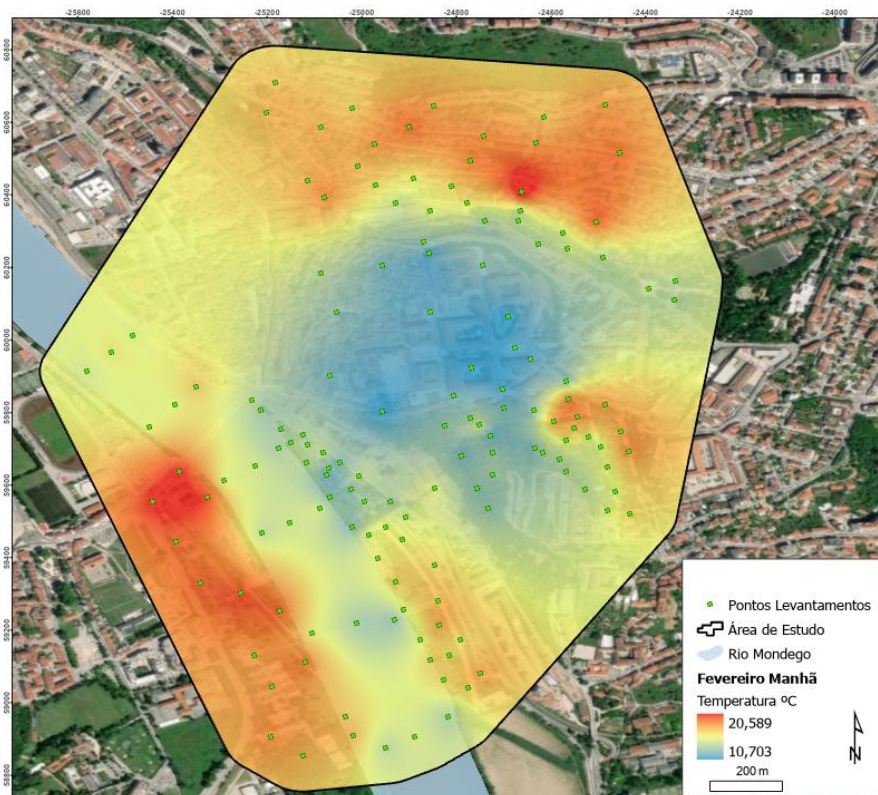 -25600 -25400 -25200 -25000 -24800 -24600 -24400 -24200 -24000
60800
60600
60400
60200
60000
59800
59600
59400
59200
59000
58800
Pontos Levantamentos
Área de Estudo
Rio Mondego
Fevereiro Manhã
Temperatura ºC
20,589
10,703
200 m
N